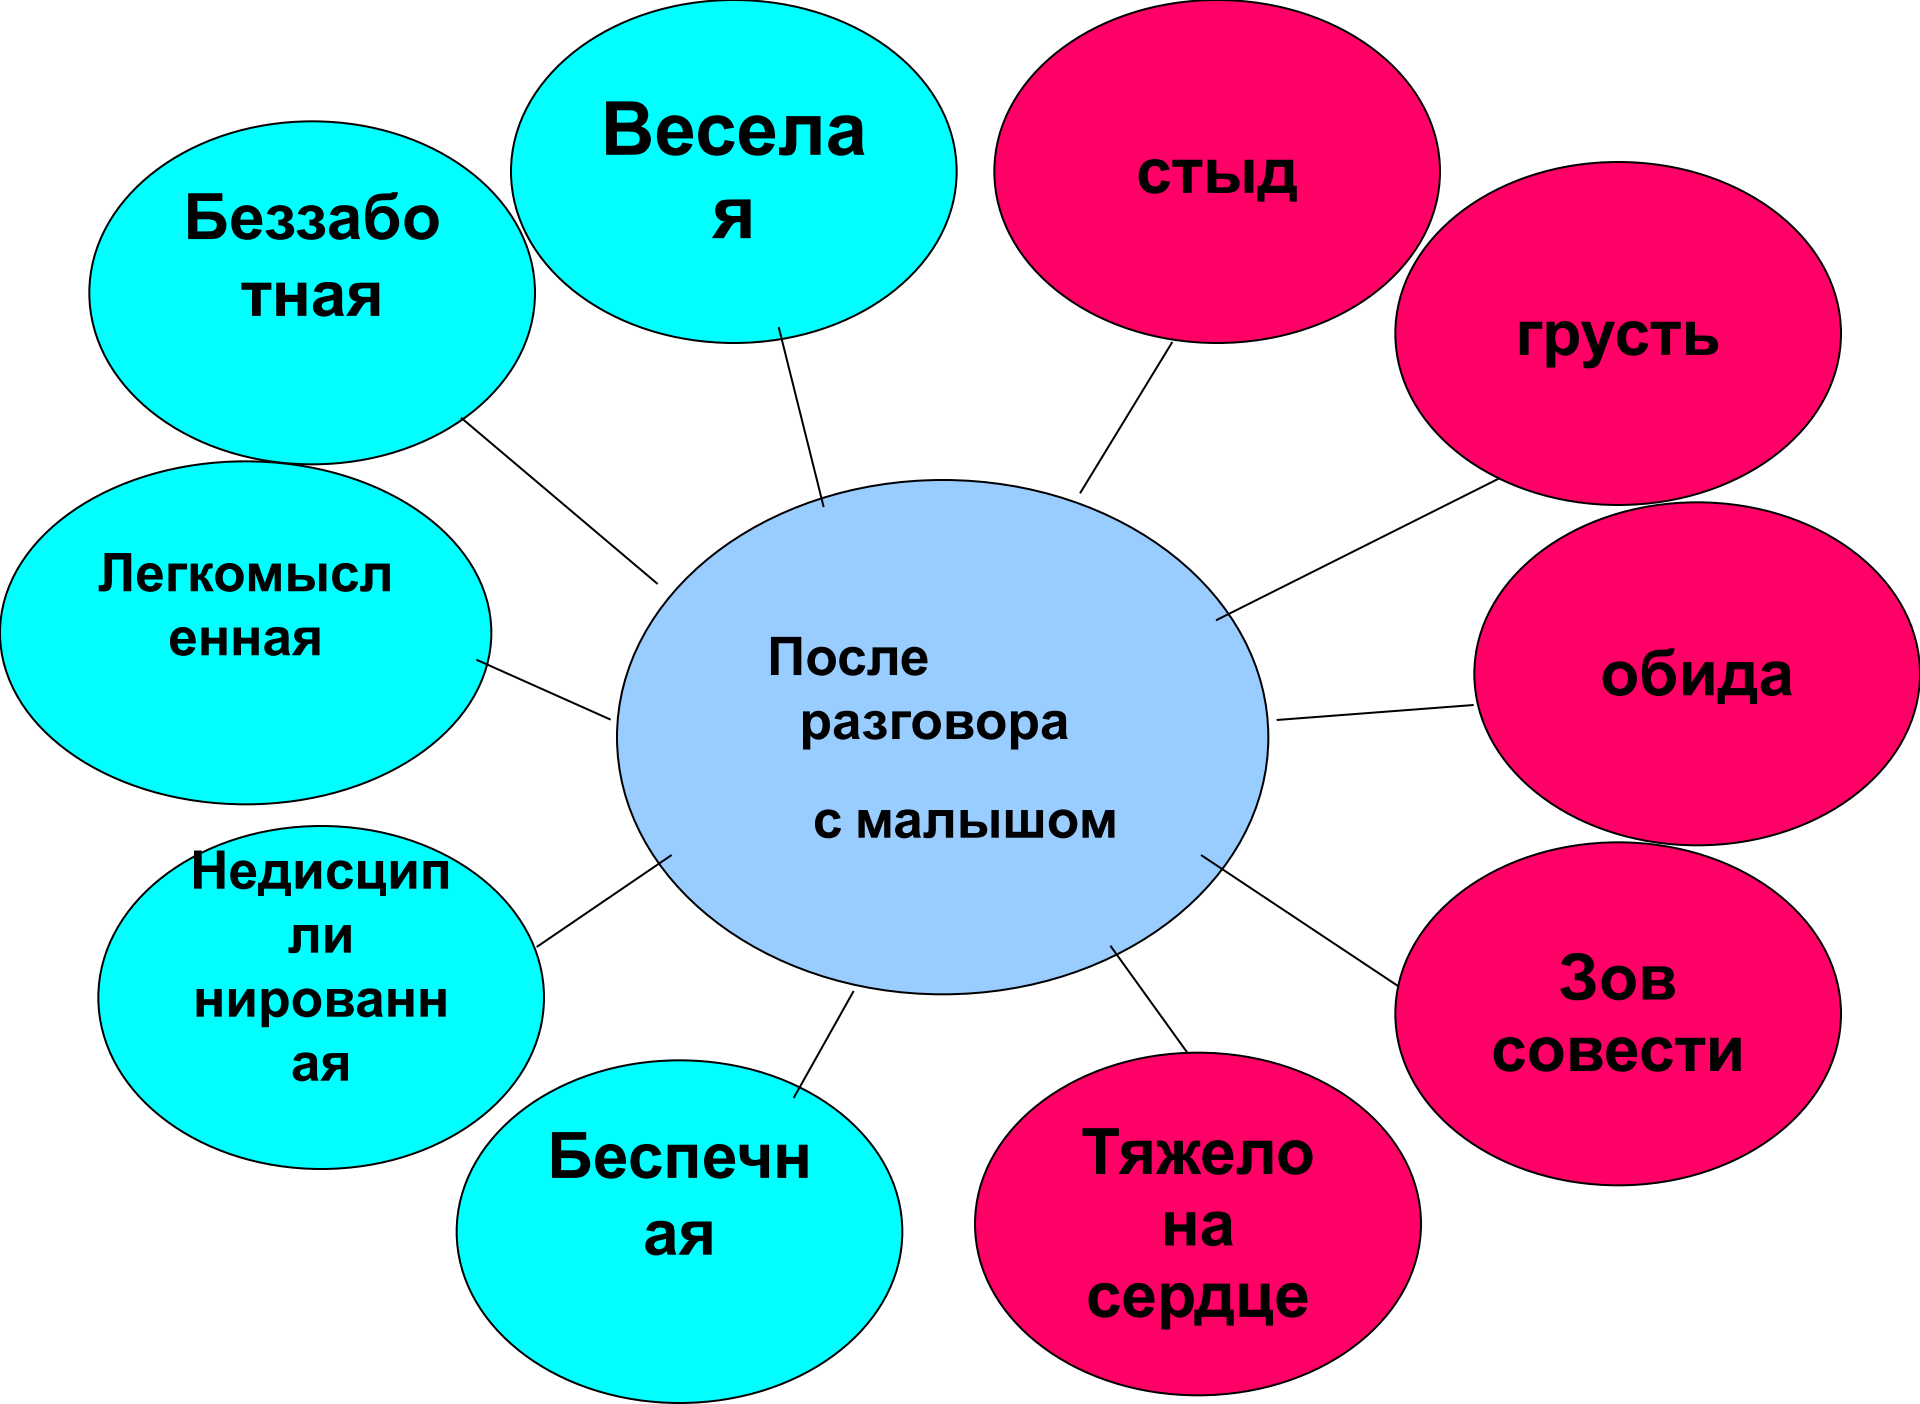 Весела
я
стыд
Беззабо
тная
грусть
Легкомысл
енная
После
разговора
с малышом
обида
Недисцип
ли
нированн
ая
Зов
совести
Беспечн
ая
Тяжело
на
сердце